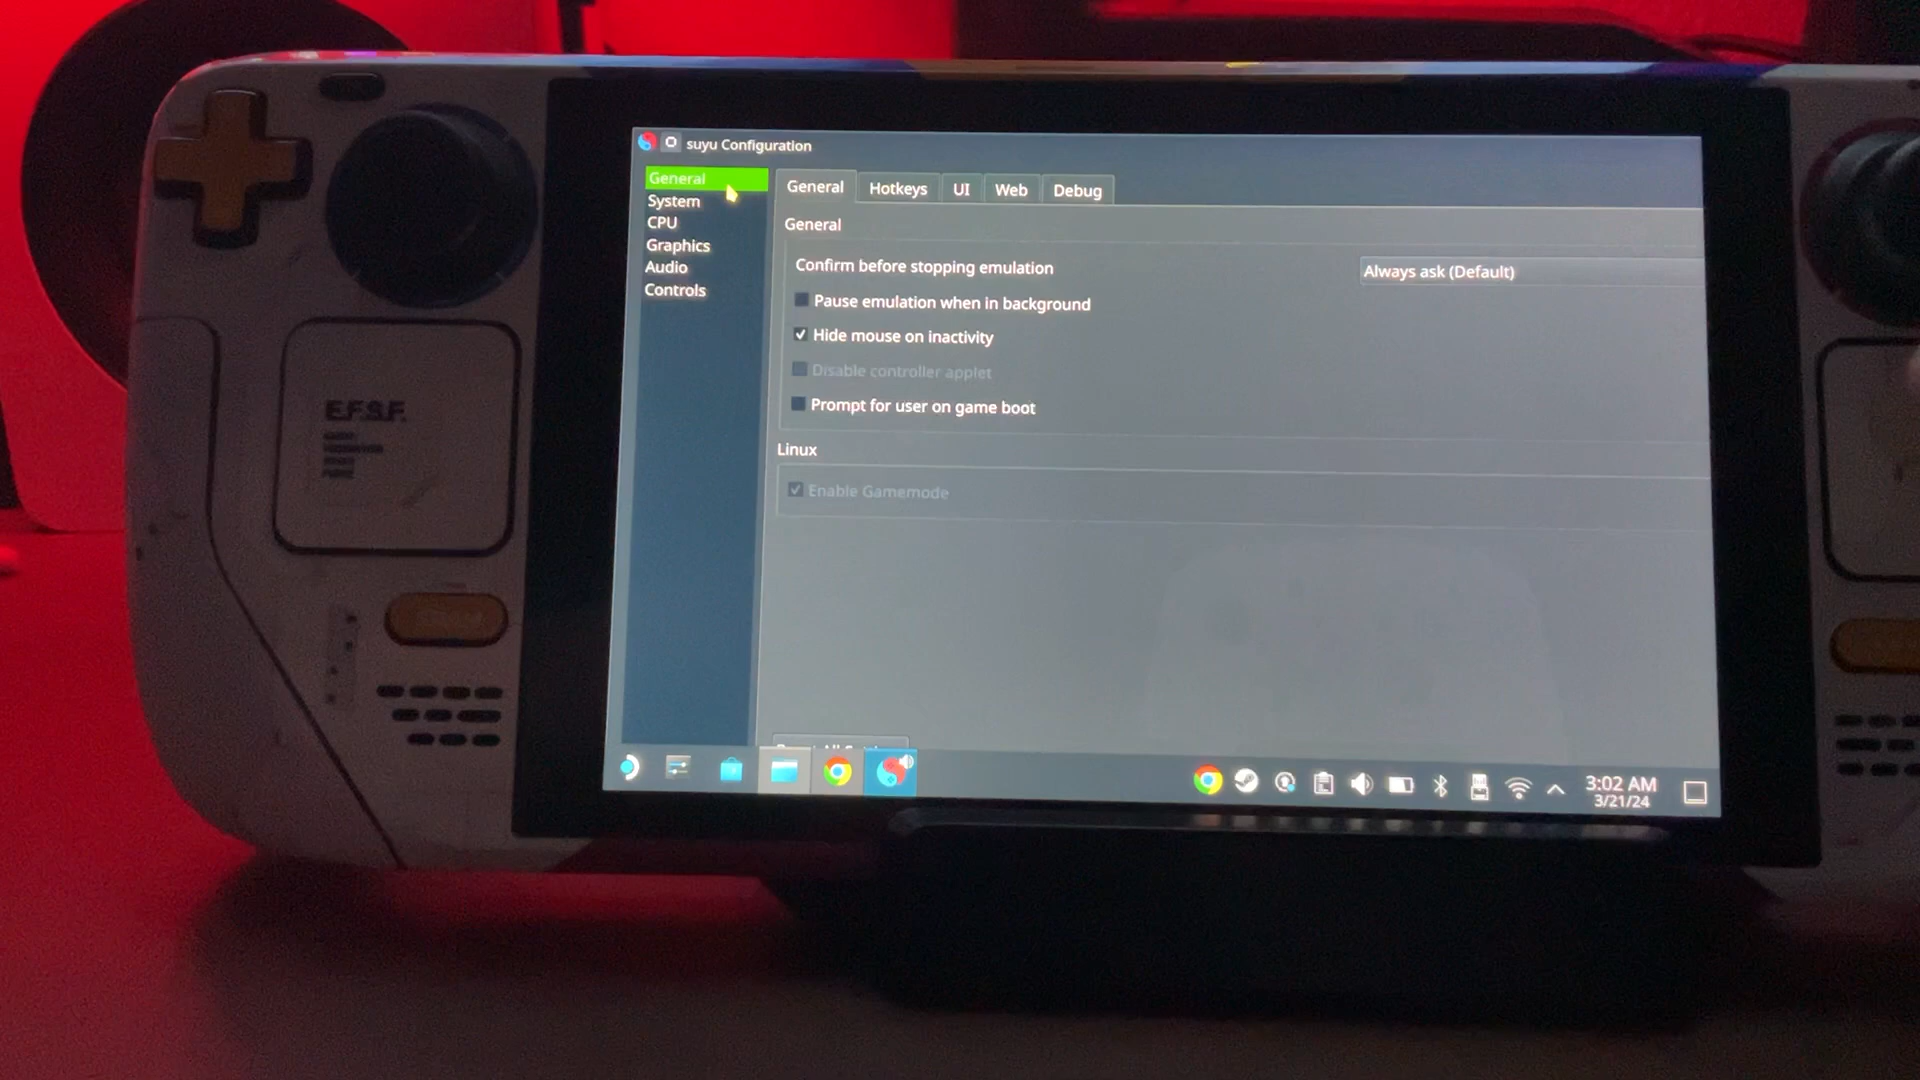 suyu Configuration
General
System
CPU
Graphics
Audio
Controls
General Hotkeys UI Web Debug
General
Confirm before stopping emulation Always ask (Default)
Pause emulation when in background
Hide mouse on inactivity
Disable controller applet
Prompt for user on game boot
Linux
Enable Gamemode
3:02 AM
3/21/24
E.F.S.F.